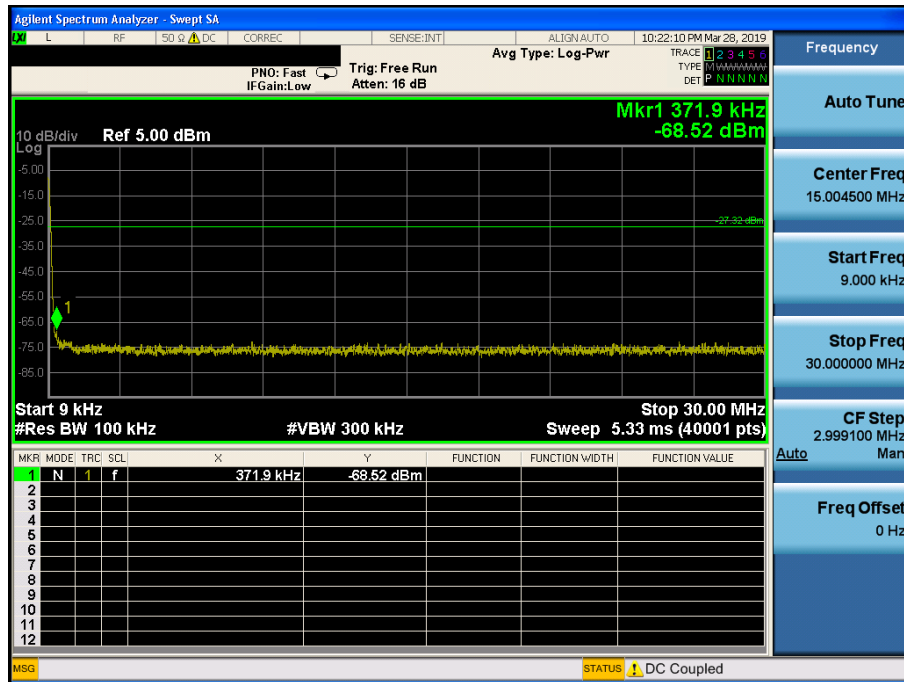 Agilent Spectrum Analyzer - Swept SA
LXI L RF 50 Ω DC CORREC SENSE:INT ALIGN AUTO 10:22:10 PM Mar 28, 2019
Avg Type: Log-Pwr TRACE 1 2 3 4 5 6
PNO: Fast Trig: Free Run TYPE M WWWWW
IFGain:Low Atten: 16 dB DET P N N N N N
Mkr1 371.9 kHz
10 dB/div Ref 5.00 dBm -68.52 dBm
Log
-5.00
-15.0
-25.0
-27.32 dBm
-35.0
-45.0
-55.0
1
-65.0
-75.0
-85.0
Start 9 kHz Stop 30.00 MHz
#Res BW 100 kHz #VBW 300 kHz Sweep 5.33 ms (40001 pts)
MKR MODE TRC SCL X Y FUNCTION FUNCTION WIDTH FUNCTION VALUE
1 N 1 f 371.9 kHz -68.52 dBm
2
3
4
5
6
7
8
9
10
11
12
MSG STATUS DC Coupled
Frequency
Auto Tune
Center Freq
15.004500 MHz
Start Freq
9.000 kHz
Stop Freq
30.000000 MHz
CF Step
2.999100 MHz
Auto Man
Freq Offset
0 Hz